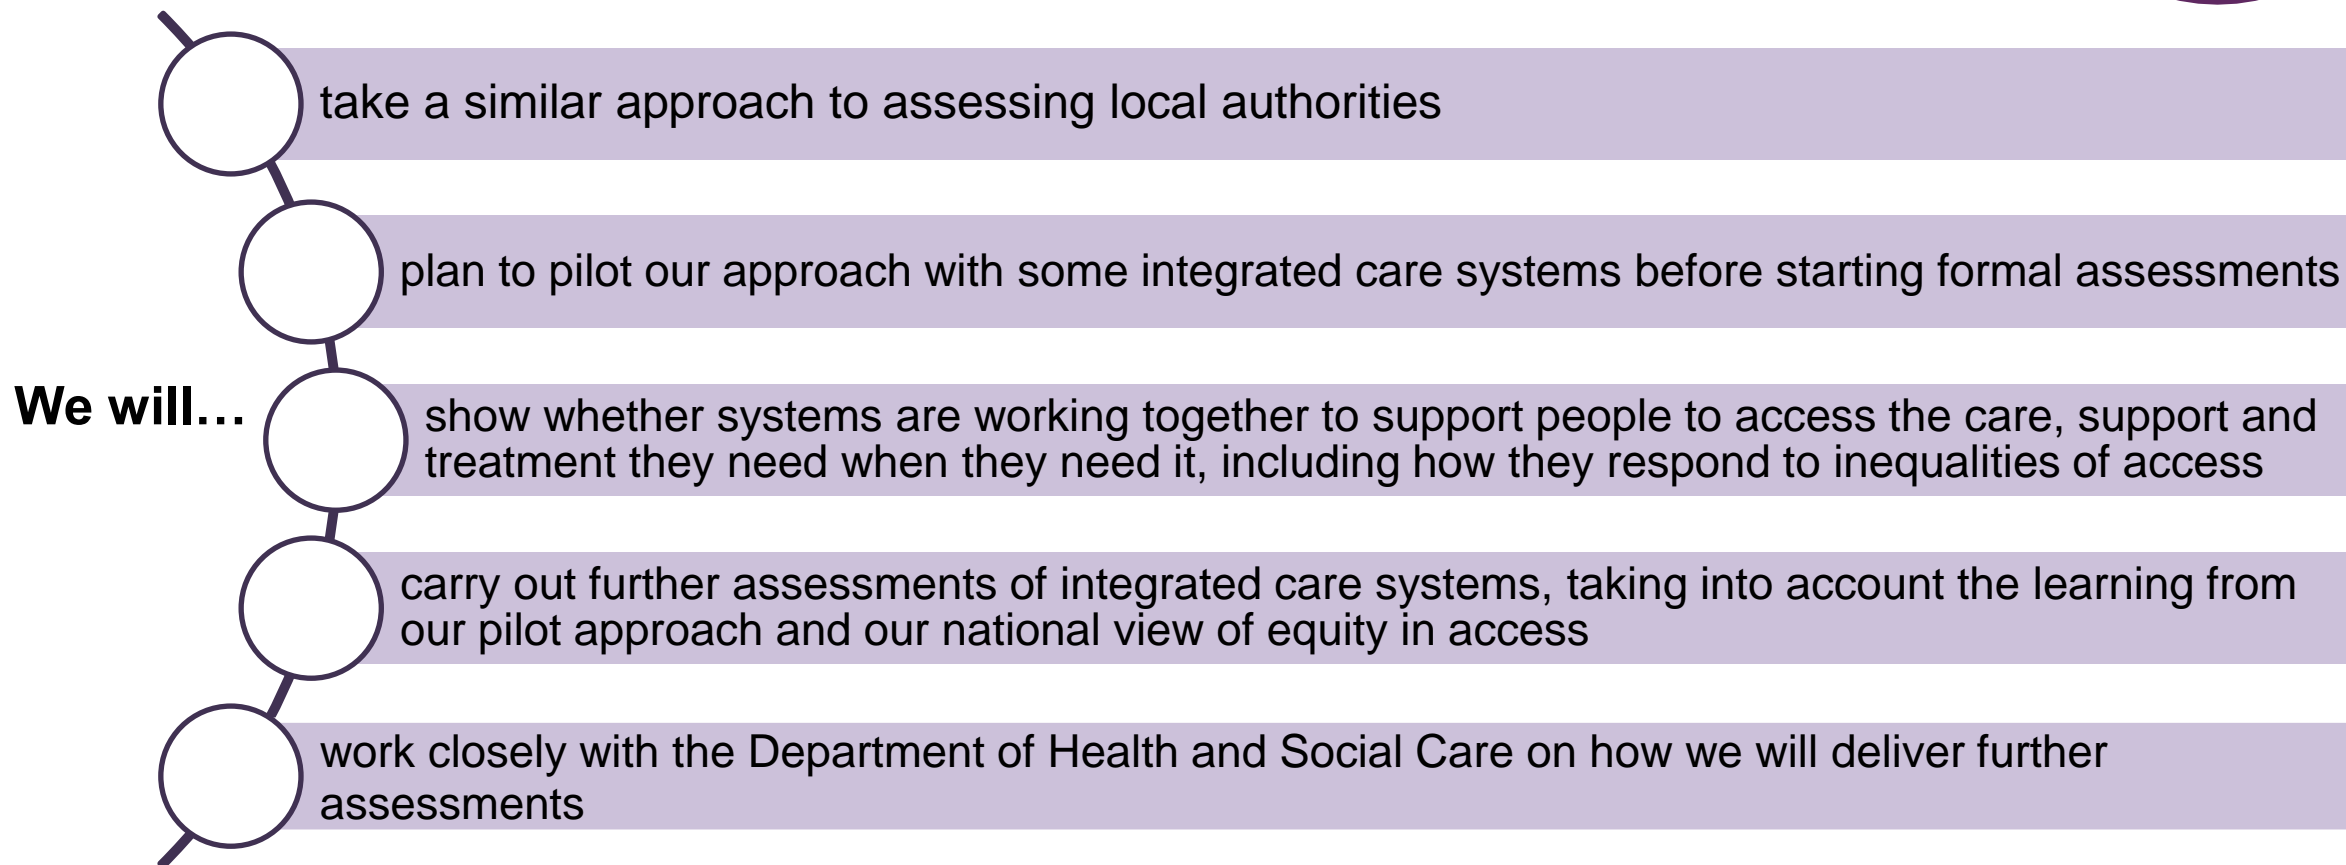 take a similar approach to assessing local authorities
plan to pilot our approach with some integrated care systems before starting formal assessments
We will…
show whether systems are working together to support people to access the care, support and
treatment they need when they need it, including how they respond to inequalities of access
carry out further assessments of integrated care systems, taking into account the learning from
our pilot approach and our national view of equity in access
work closely with the Department of Health and Social Care on how we will deliver further
assessments